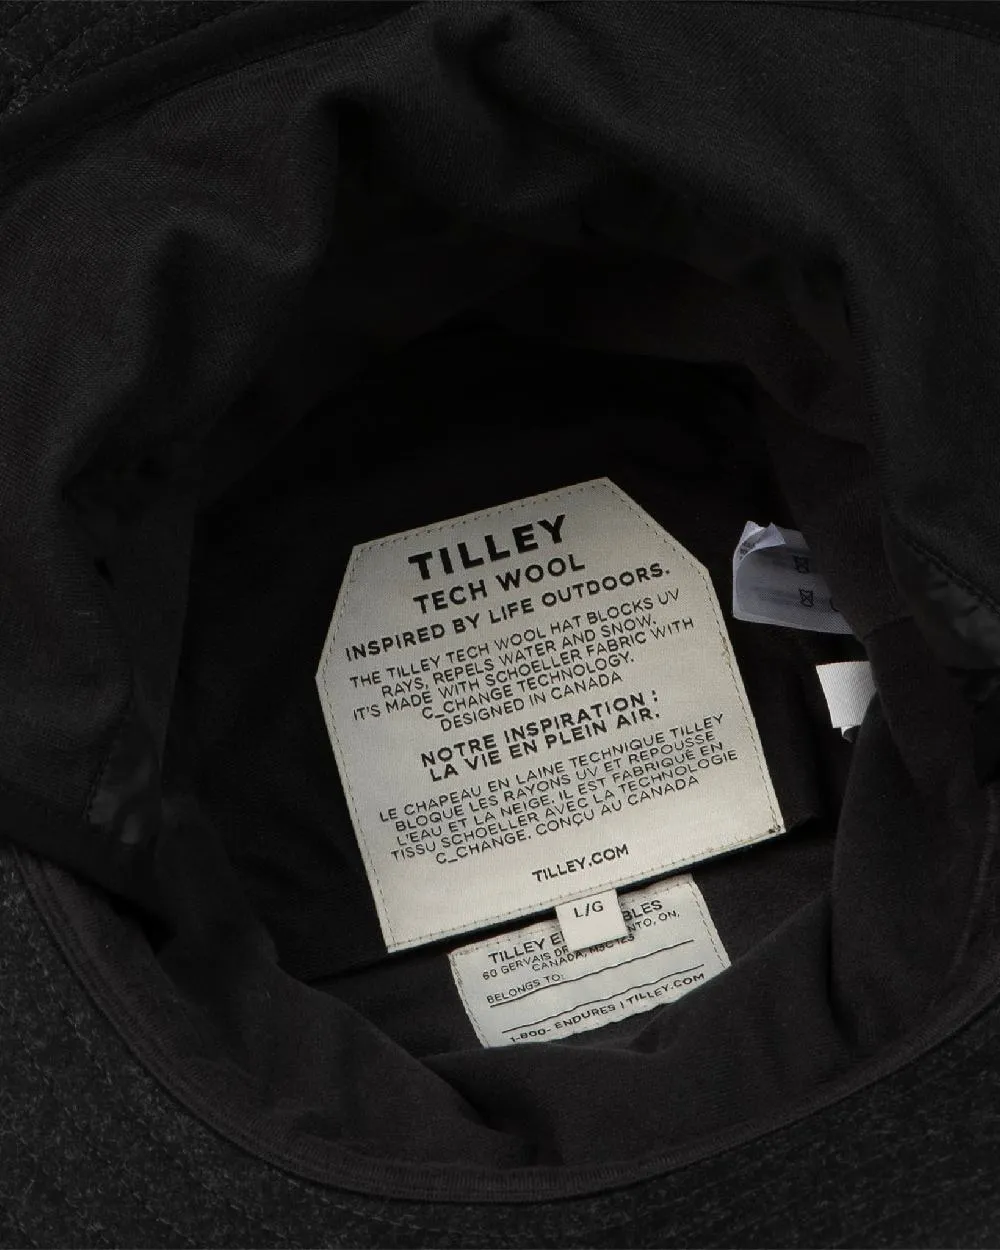 TILLEY
TECH WOOL
INSPIRED BY LIFE OUTDOORS.
THE TILLEY TECH WOOL HAT BLOCKS UV
RAYS, REPELS WATER AND SNOW.
IT'S MADE WITH SCHOELLER FABRIC WITH
C_CHANGE TECHNOLOGY.
DESIGNED IN CANADA
NOTRE INSPIRATION :
LA VIE EN PLEIN AIR.
LE CHAPEAU EN LAINE TECHNIQUE TILLEY
BLOQUE LES RAYONS UV ET REPOUSSE
L'EAU ET LA NEIGE. IL EST FABRIQUÉ EN
TISSU SCHOELLER AVEC LA TECHNOLOGIE
C_CHANGE. CONÇU AU CANADA
TILLEY.COM
L/G
TILLEY
60 GERVAIS ON,
CANADA,
BELONGS TO:
1-800- ENDURES | TILLEY.COM